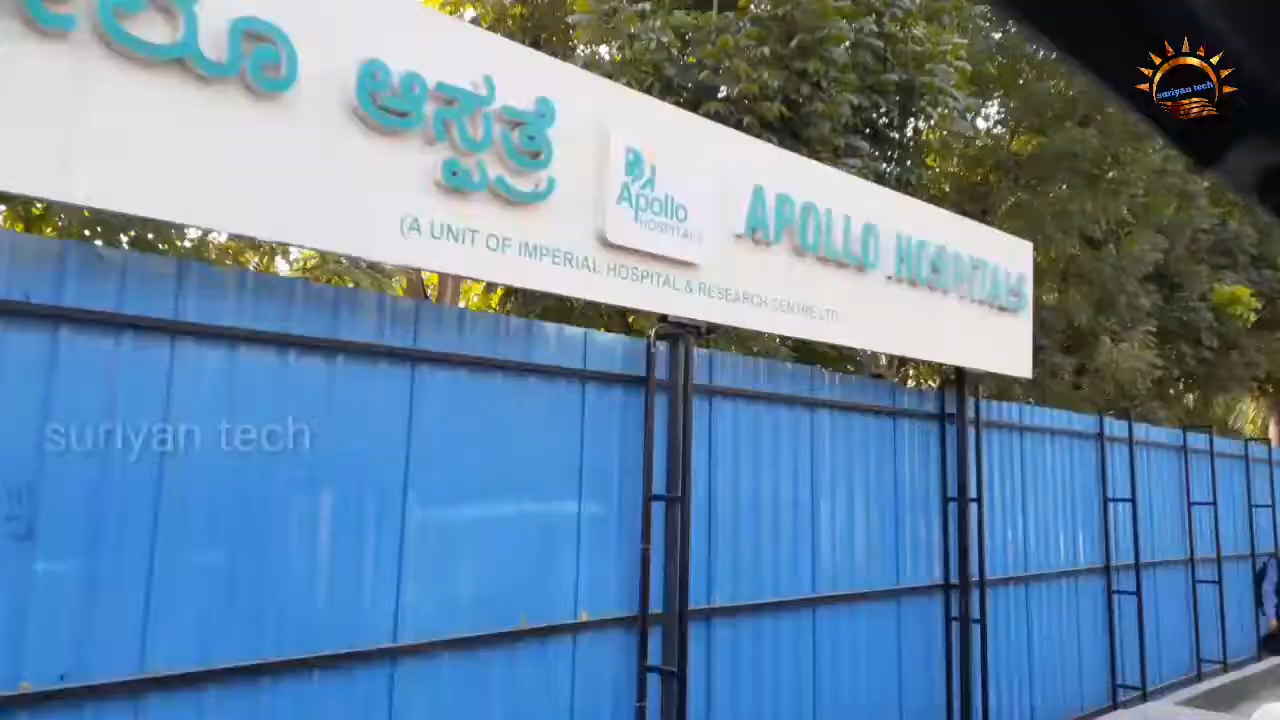 ಆಸ್ಪತ್ರೆ
Apollo
HOSPITALS
APOLLO HOSPITALS
(A UNIT OF IMPERIAL HOSPITAL & RESEARCH CENTRE LTD
suriyan tech
suriyan tech